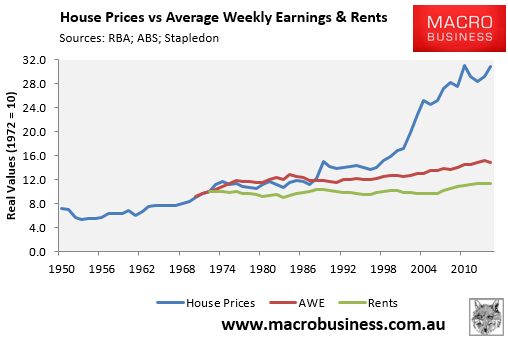 House Prices vs Average Weekly Earnings & Rents
Sources: RBA; ABS; Stapledon
MACRO
BUSINESS
Real Values (1972 = 10)
32.0
28.0
24.0
20.0
16.0
12.0
8.0
4.0
0.0
1950 1956 1962 1968 1974 1980 1986 1992 1998 2004 2010
House Prices AWE Rents
www.macrobusiness.com.au